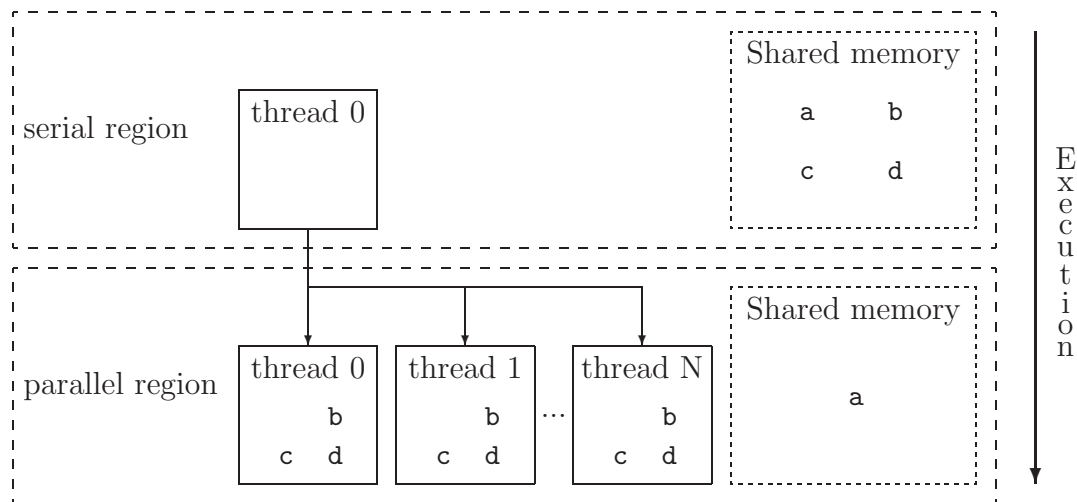 Shared memory
thread 0
a b
serial region
c d
Execution
Shared memory
thread 0 thread 1 thread N
parallel region
a
b b ... b
c d c d c d